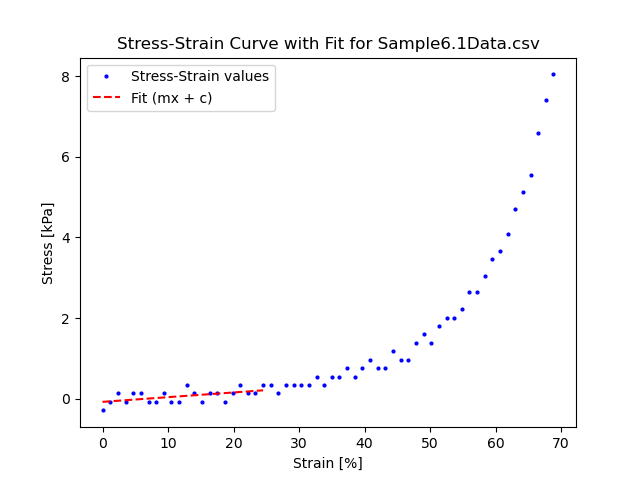 Stress-Strain Curve with Fit for Sample6.1Data.csv
Stress-Strain values
Fit (mx + c)
8
6
4
2
0
Stress [kPa]
0 10 20 30 40 50 60 70
Strain [%]